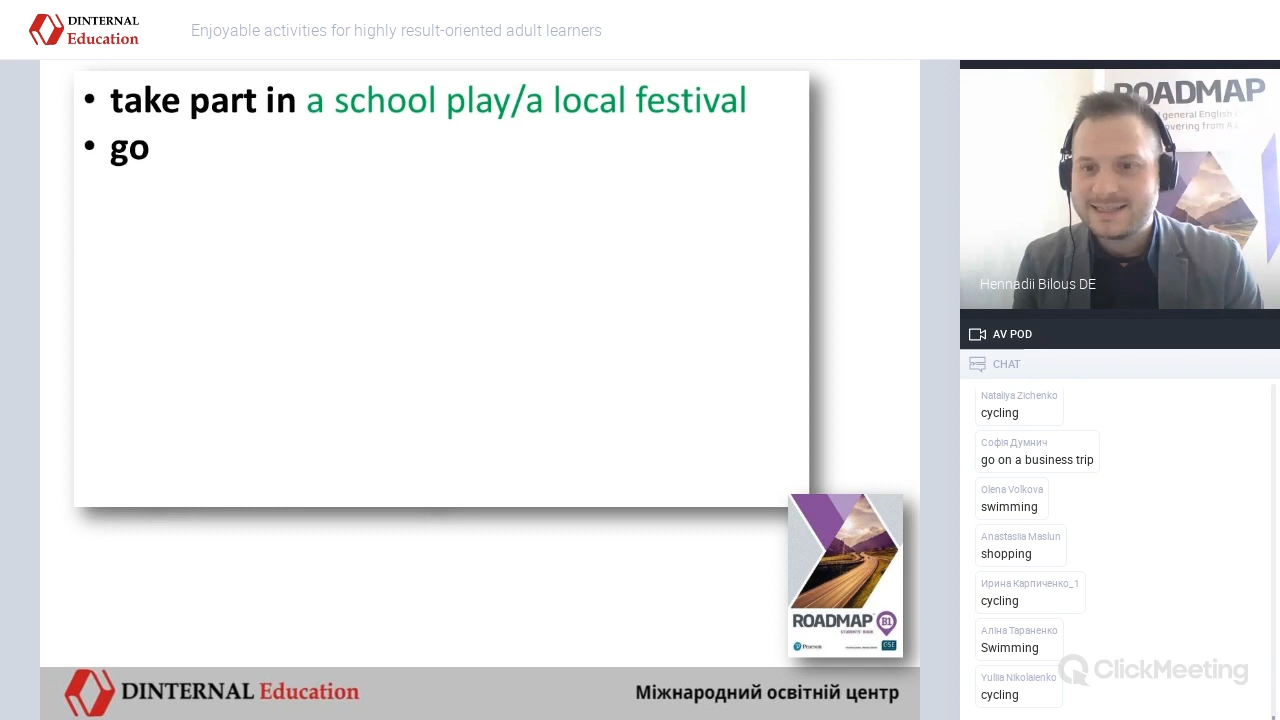 DINTERNAL
Education
Enjoyable activities for highly result-oriented adult learners
• take part in a school play/a local festival
• go
ROADMAP
general English
overing from A
Hennadii Bilous DE
AV POD
CHAT
Nataliya Zichenko
cycling
Софія Думнич
go on a business trip
Olena Volkova
swimming
Anastasiia Maslun
shopping
Ирина Карпиченко_1
cycling
Аліна Тараненко
Swimming
Yuliia Nikolaienko
cycling
ClickMeeting
ROADMAP
B1
STUDENTS' BOOK
Pearson
GSE
DINTERNAL Education
Міжнародний освітній центр